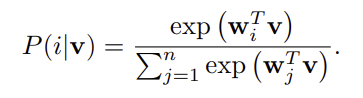 P(i|v) = exp (w_i^T v) / ∑_{j=1}^n exp (w_j^T v) .